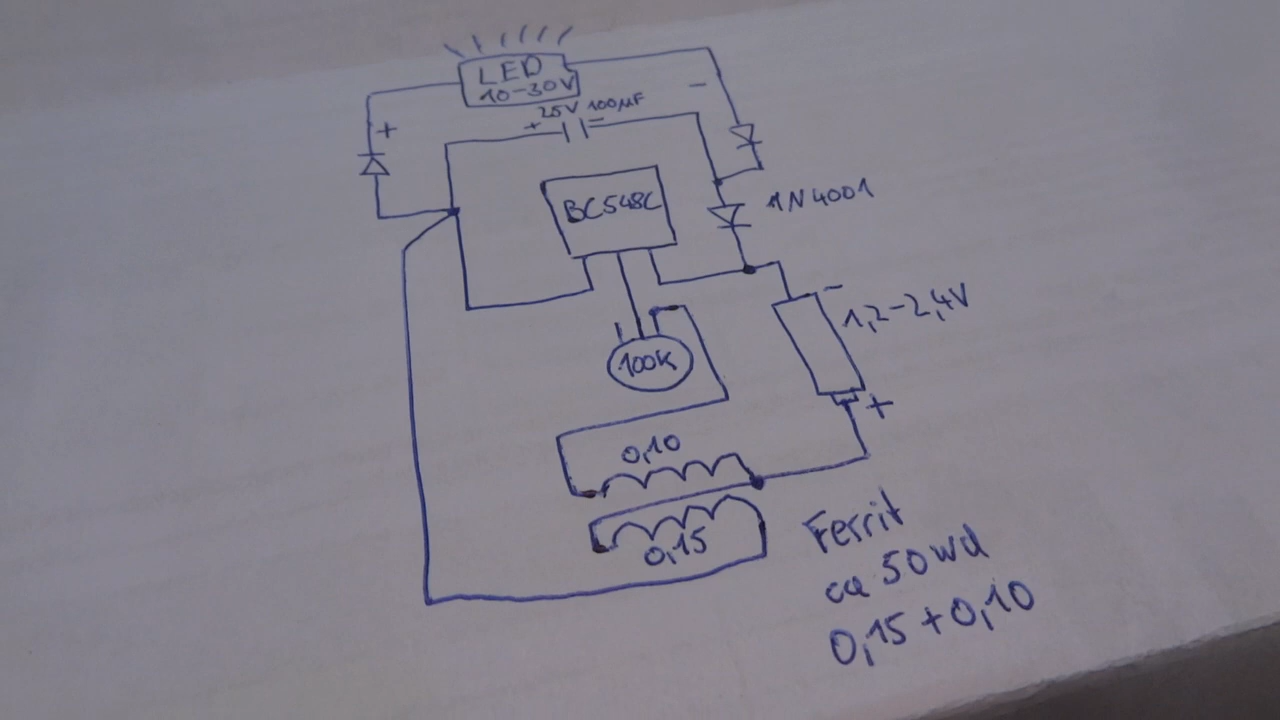 LED
10-30V
+
-
25V 100µF
+ -
BC548C
1N4001
-
1,2-2,4V
100K
+
0,10
0,15
Ferrit
ca 50wd
0,15+0,10